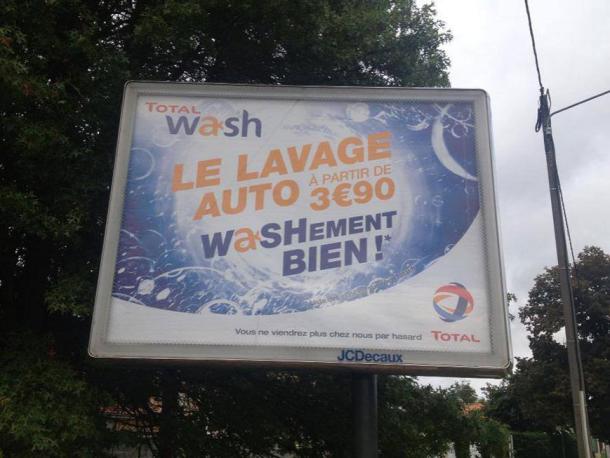 TOTAL
wash
LE LAVAGE
AUTO À PARTIR DE 3€90
WASHEMENT
BIEN !*
Vous ne viendrez plus chez nous par hasard
TOTAL
JCDecaux